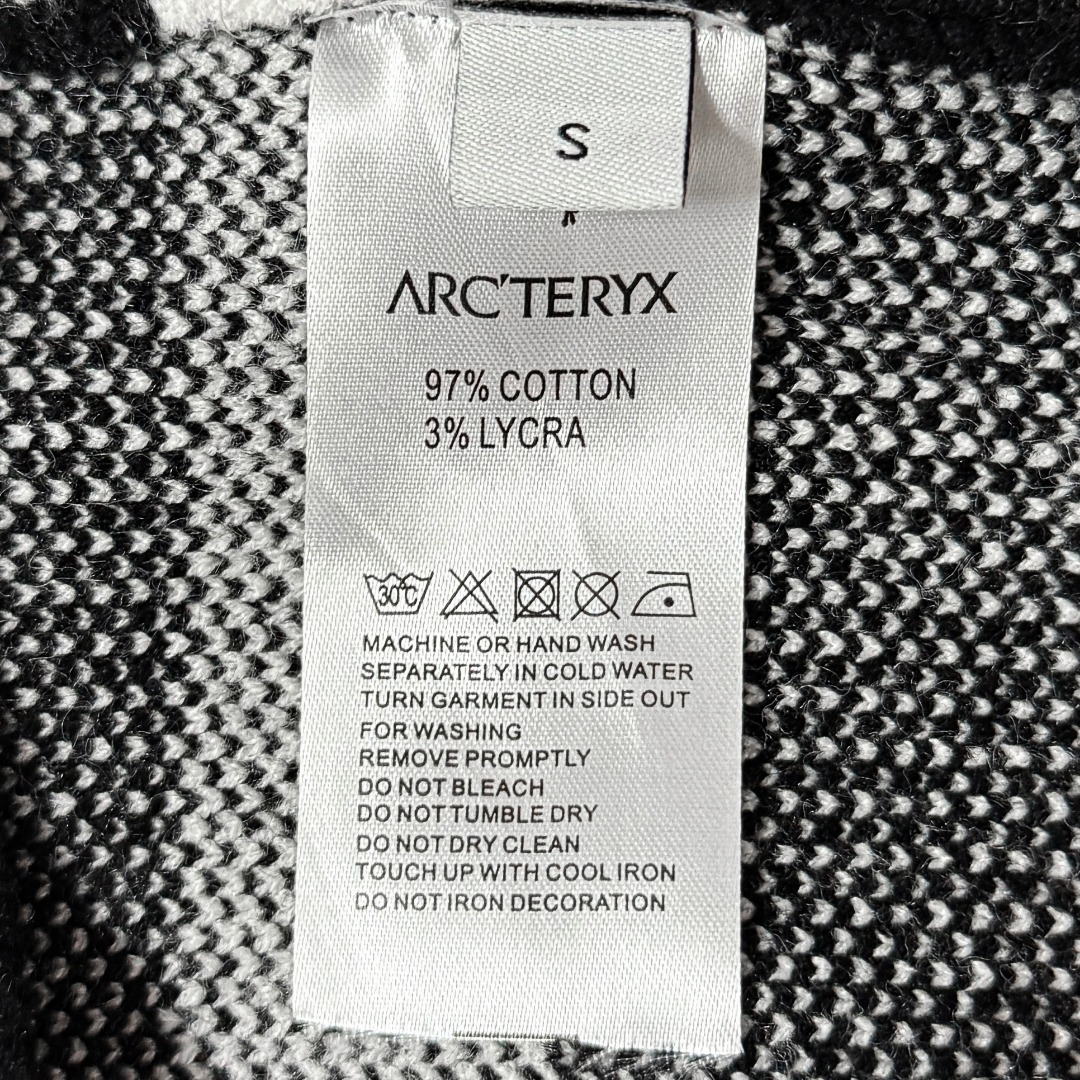 S
ARC'TERYX
97% COTTON
3% LYCRA
30°C
MACHINE OR HAND WASH
SEPARATELY IN COLD WATER
TURN GARMENT IN SIDE OUT
FOR WASHING
REMOVE PROMPTLY
DO NOT BLEACH
DO NOT TUMBLE DRY
DO NOT DRY CLEAN
TOUCH UP WITH COOL IRON
DO NOT IRON DECORATION